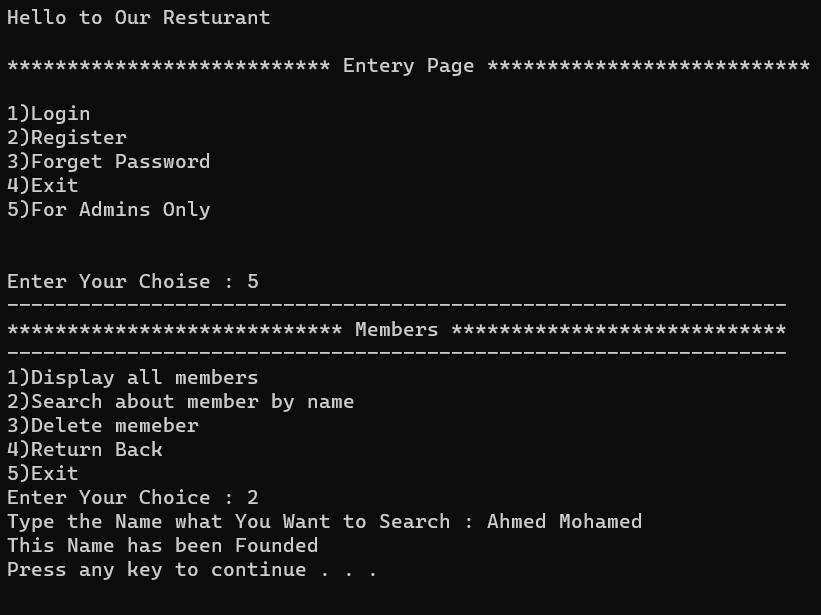 Hello to Our Resturant
*************************** Entery Page ***************************
1)Login
2)Register
3)Forget Password
4)Exit
5)For Admins Only
Enter Your Choise : 5
-----------------------------------------------------------------
**************************** Members ****************************
-----------------------------------------------------------------
1)Display all members
2)Search about member by name
3)Delete memeber
4)Return Back
5)Exit
Enter Your Choice : 2
Type the Name what You Want to Search : Ahmed Mohamed
This Name has been Founded
Press any key to continue . . .